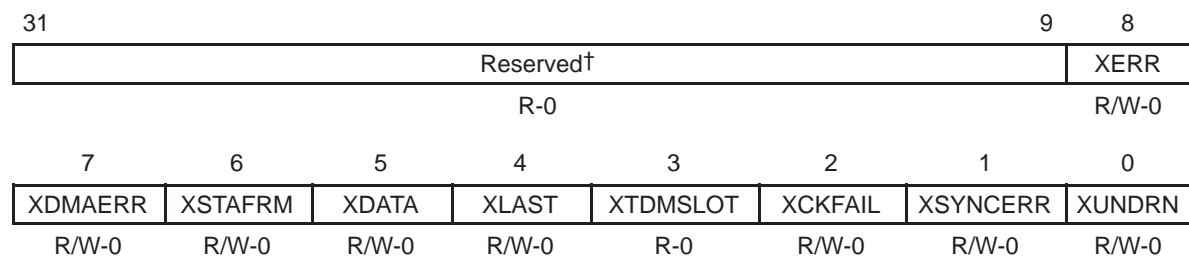 31 9 8
Reserved† XERR
R-0 R/W-0
7 6 5 4 3 2 1 0
XDMAERR XSTAFRM XDATA XLAST XTDMSLOT XCKFAIL XSYNCERR XUNDRN
R/W-0 R/W-0 R/W-0 R/W-0 R-0 R/W-0 R/W-0 R/W-0